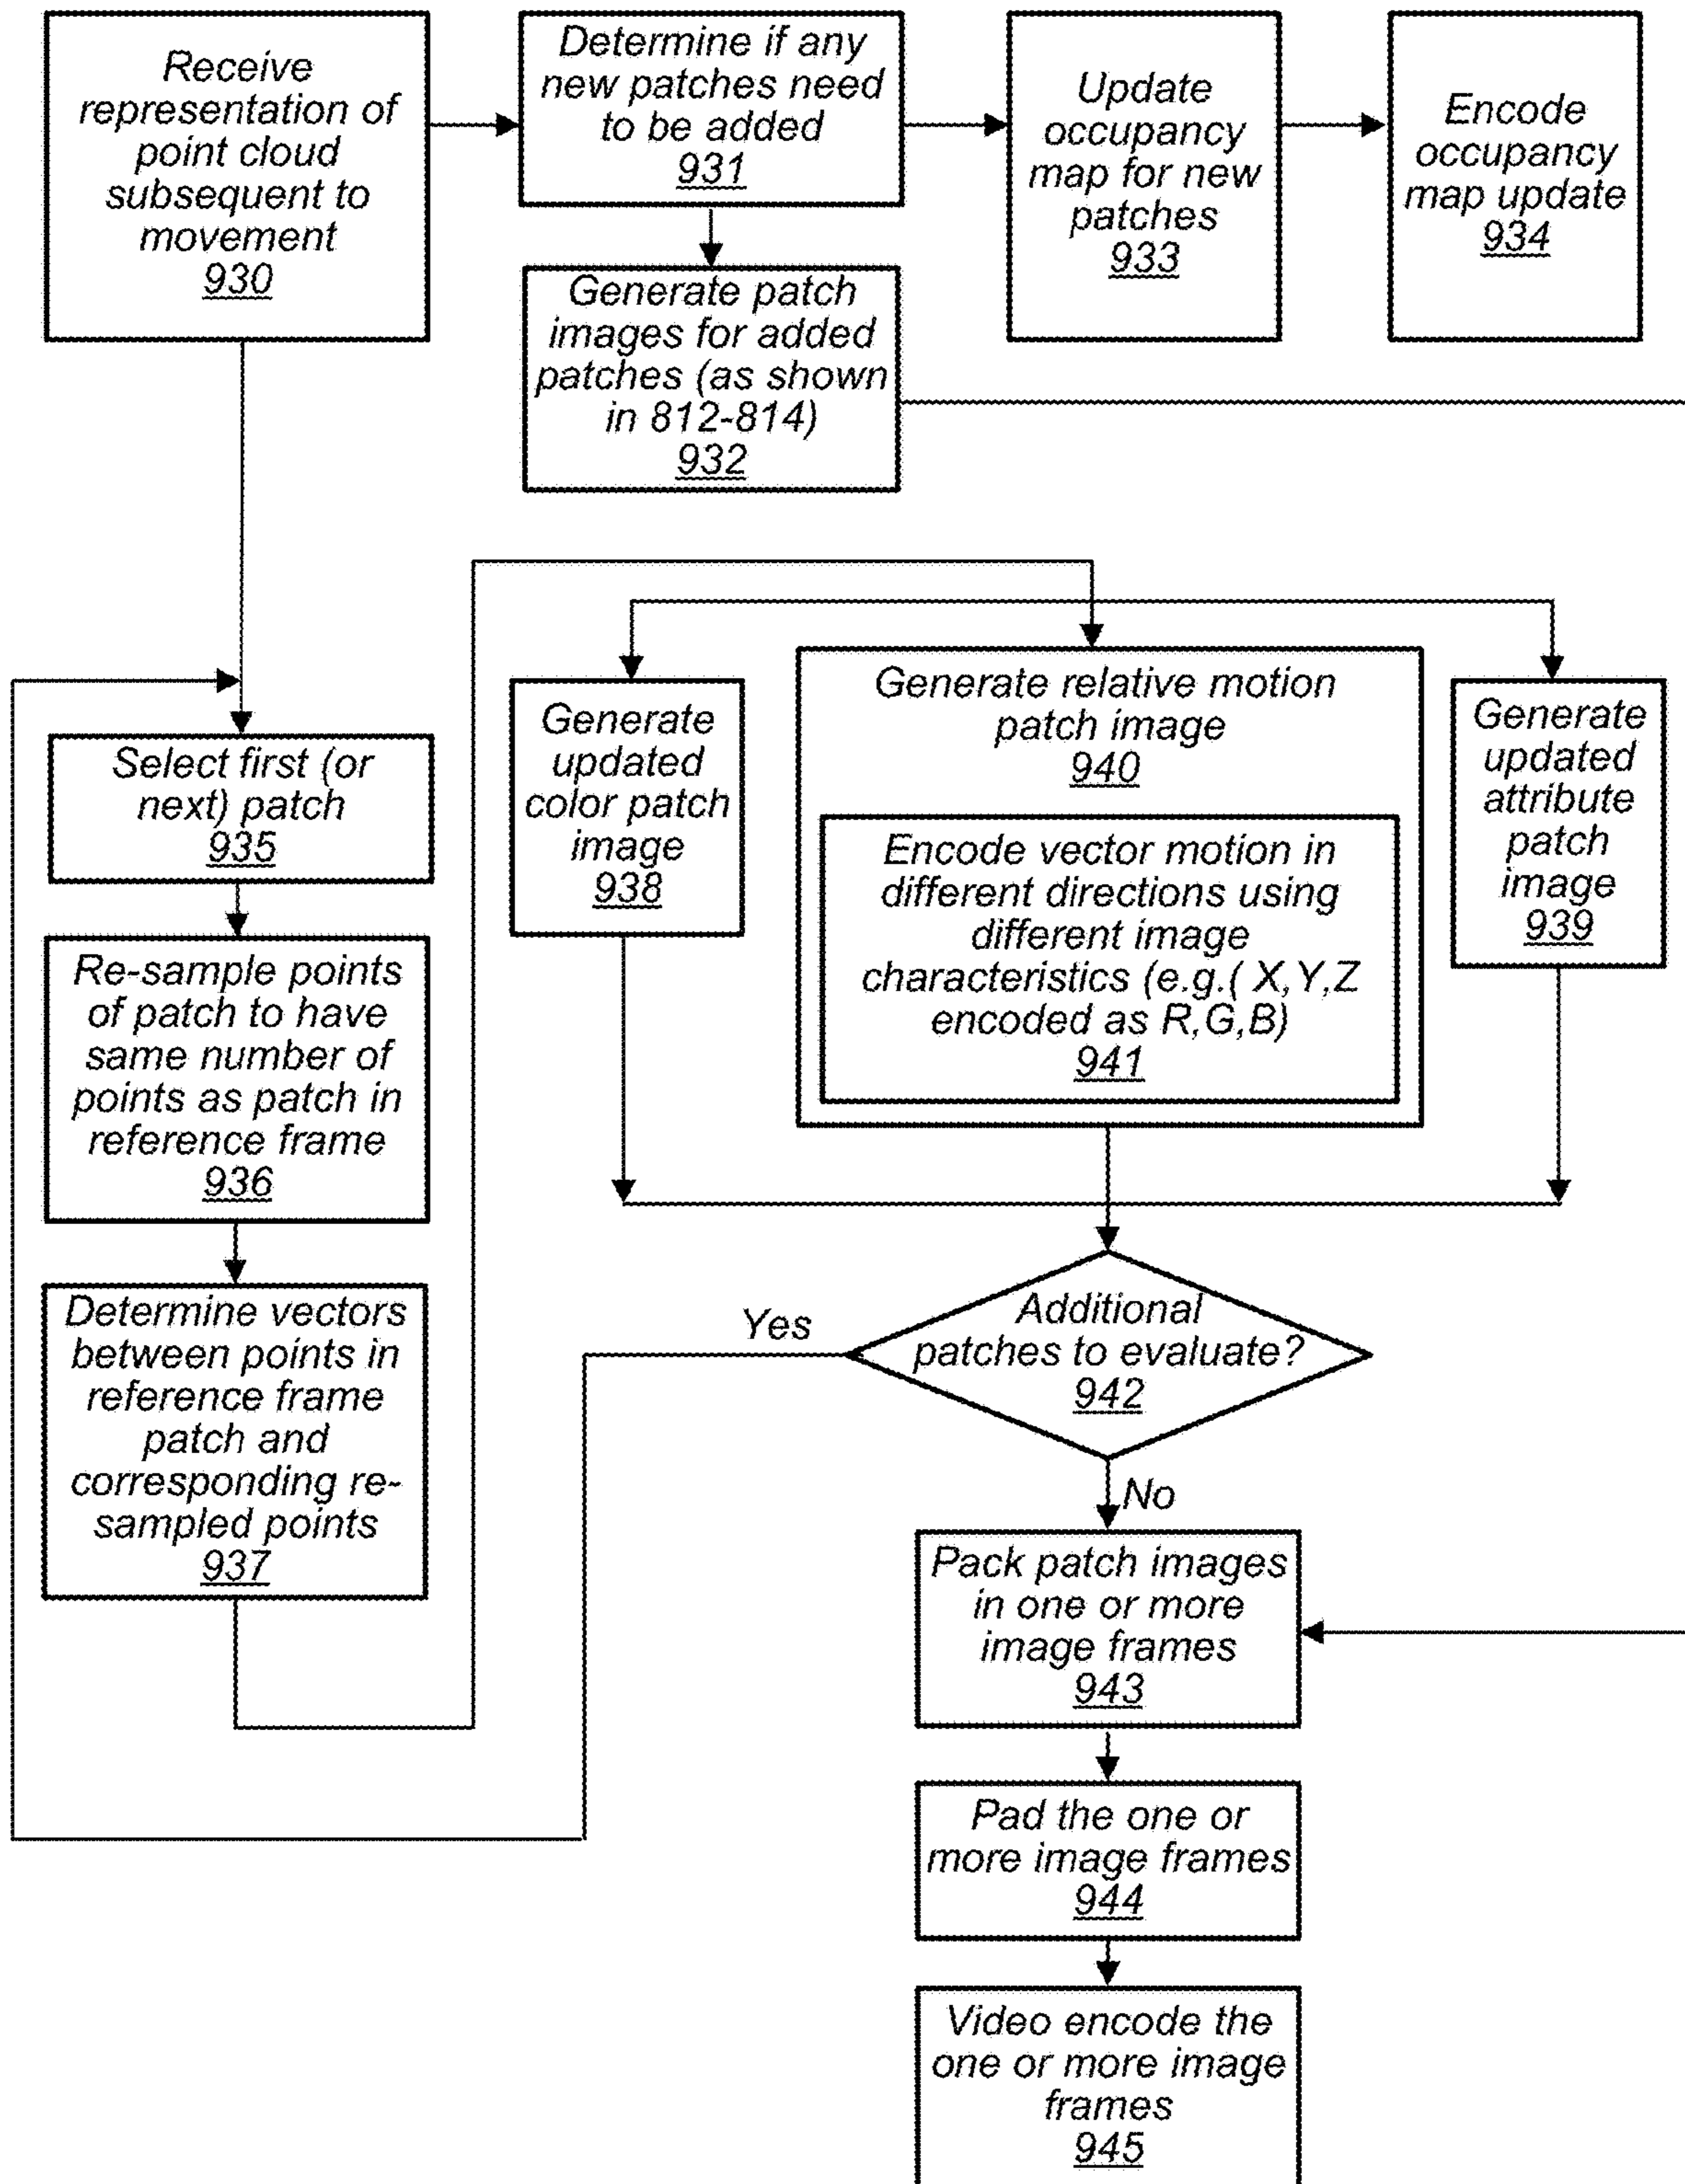 Receive
representation of
point cloud
subsequent to
movement
930
Determine if any
new patches need
to be added
931
Update
occupancy
map for new
patches
933
Encode
occupancy
map update
934
Generate patch
images for added
patches (as shown
in 812-814)
932
Select first (or
next) patch
935
Re-sample points
of patch to have
same number of
points as patch in
reference frame
936
Determine vectors
between points in
reference frame
patch and
corresponding re-
sampled points
937
Generate
updated
color patch
image
938
Generate relative motion
patch image
940
Encode vector motion in
different directions using
different image
characteristics (e.g.( X,Y,Z
encoded as R,G,B)
941
Generate
updated
attribute
patch
image
939
Additional
patches to evaluate?
942
Yes
No
Pack patch images
in one or more
image frames
943
Pad the one or
more image frames
944
Video encode the
one or more image
frames
945